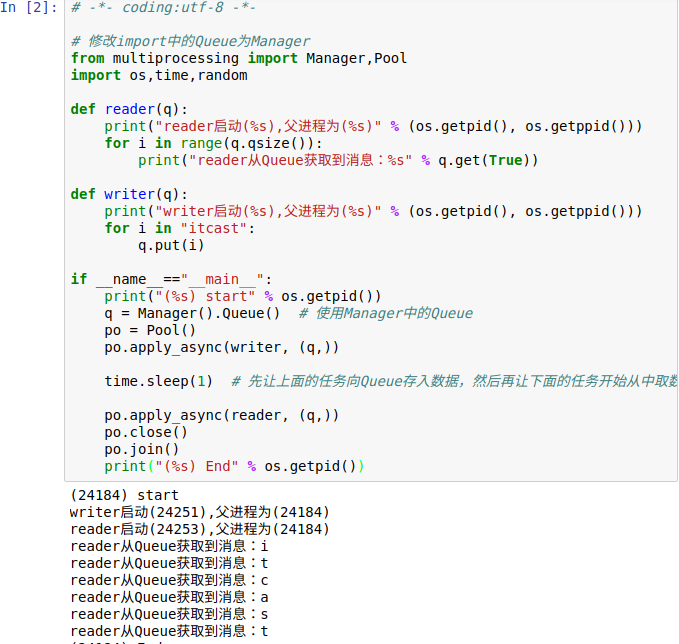 In [2]: # -*- coding:utf-8 -*-
# 修改import中的Queue为Manager
from multiprocessing import Manager,Pool
import os,time,random
def reader(q):
print("reader启动(%s),父进程为(%s)" % (os.getpid(), os.getppid()))
for i in range(q.qsize()):
print("reader从Queue获取到消息：%s" % q.get(True))
def writer(q):
print("writer启动(%s),父进程为(%s)" % (os.getpid(), os.getppid()))
for i in "itcast":
q.put(i)
if __name__=="__main__":
print("(%s) start" % os.getpid())
q = Manager().Queue()  # 使用Manager中的Queue
po = Pool()
po.apply_async(writer, (q,))
time.sleep(1)  # 先让上面的任务向Queue存入数据，然后再让下面的任务开始从中取
po.apply_async(reader, (q,))
po.close()
po.join()
print("(%s) End" % os.getpid())
(24184) start
writer启动(24251),父进程为(24184)
reader启动(24253),父进程为(24184)
reader从Queue获取到消息：i
reader从Queue获取到消息：t
reader从Queue获取到消息：c
reader从Queue获取到消息：a
reader从Queue获取到消息：s
reader从Queue获取到消息：t